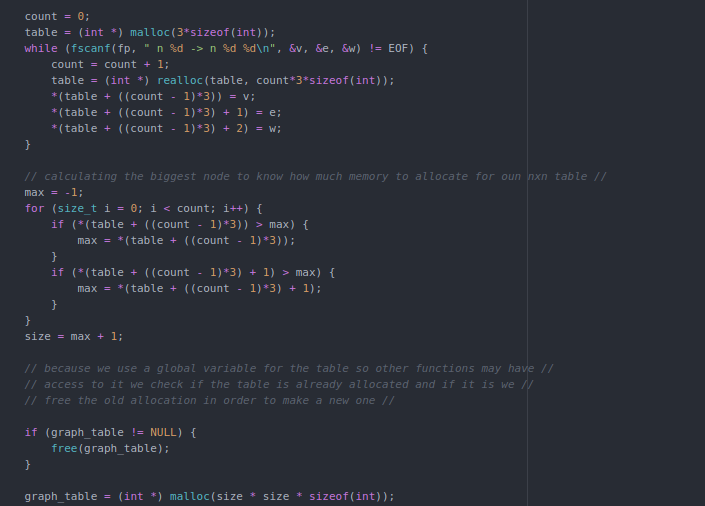 count = 0;
table = (int *) malloc(3*sizeof(int));
while (fscanf(fp, " n %d -> n %d %d\n", &v, &e, &w) != EOF) {
    count = count + 1;
    table = (int *) realloc(table, count*3*sizeof(int));
    *(table + ((count - 1)*3)) = v;
    *(table + ((count - 1)*3) + 1) = e;
    *(table + ((count - 1)*3) + 2) = w;
}

// calculating the biggest node to know how much memory to allocate for oun nxn table //
max = -1;
for (size_t i = 0; i < count; i++) {
    if (*(table + ((count - 1)*3)) > max) {
        max = *(table + ((count - 1)*3));
    }
    if (*(table + ((count - 1)*3) + 1) > max) {
        max = *(table + ((count - 1)*3) + 1);
    }
}
size = max + 1;

// because we use a global variable for the table so other functions may have //
// access to it we check if the table is already allocated and if it is we //
// free the old allocation in order to make a new one //

if (graph_table != NULL) {
    free(graph_table);
}

graph_table = (int *) malloc(size * size * sizeof(int));